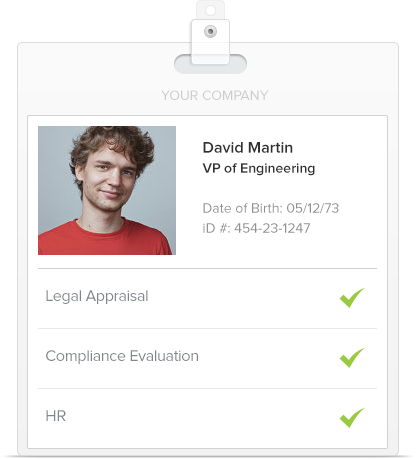 YOUR COMPANY
David Martin
VP of Engineering
Date of Birth: 05/12/73
iD #: 454-23-1247
Legal Appraisal
Compliance Evaluation
HR